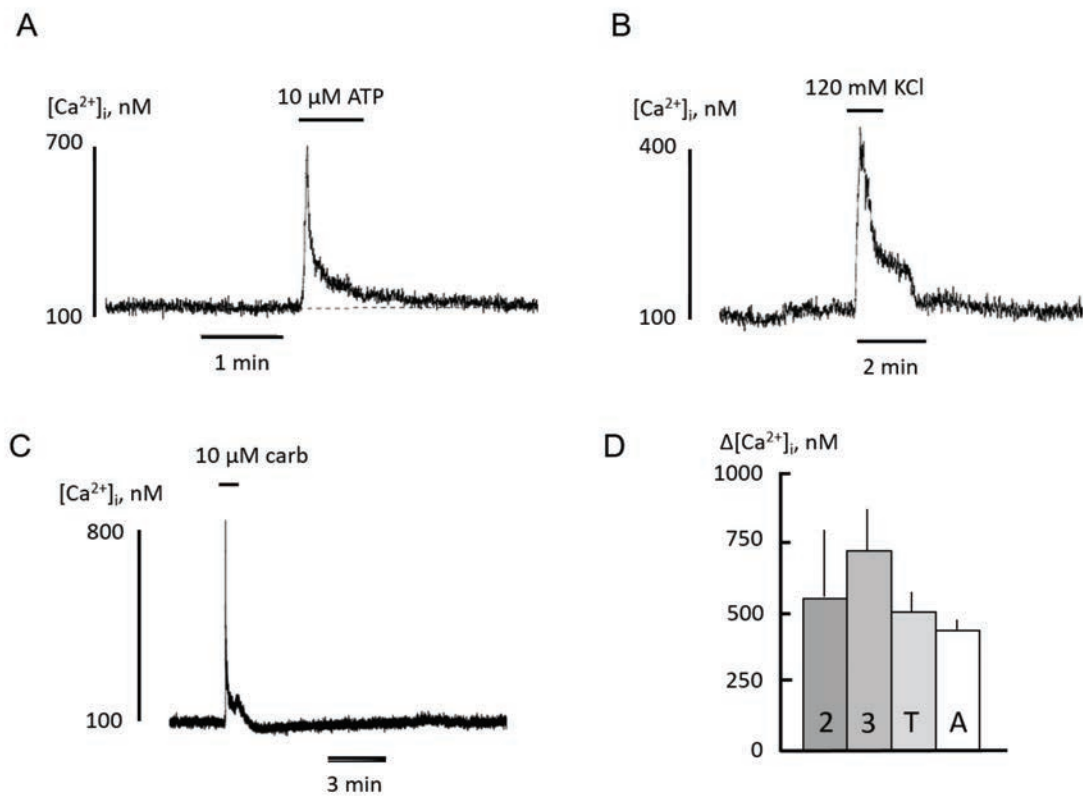 A
[Ca²⁺]ᵢ, nM
10 µM ATP
700
100
1 min
B
[Ca²⁺]ᵢ, nM
120 mM KCl
400
100
2 min
C
[Ca²⁺]ᵢ, nM
10 µM carb
800
100
3 min
D
Δ[Ca²⁺]ᵢ, nM
1000
750
500
250
0
2 3 T A